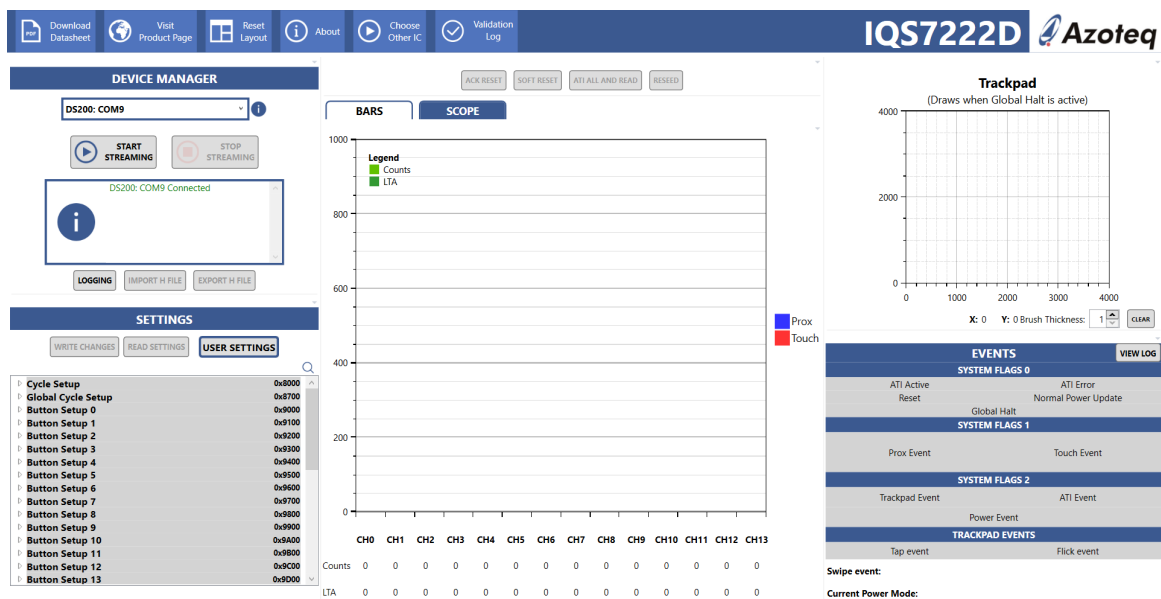 PDF
Download
Datasheet
Visit
Product Page
Reset
Layout
About
Choose
Other IC
Validation
Log
IQS7222D
Azoteq
DEVICE MANAGER
DS200: COM9
START
STREAMING
STOP
STREAMING
DS200: COM9 Connected
LOGGING
IMPORT H FILE
EXPORT H FILE
SETTINGS
WRITE CHANGES
READ SETTINGS
USER SETTINGS
Cycle Setup 0x8000
Global Cycle Setup 0x8700
Button Setup 0 0x9000
Button Setup 1 0x9100
Button Setup 2 0x9200
Button Setup 3 0x9300
Button Setup 4 0x9400
Button Setup 5 0x9500
Button Setup 6 0x9600
Button Setup 7 0x9700
Button Setup 8 0x9800
Button Setup 9 0x9900
Button Setup 10 0x9A00
Button Setup 11 0x9B00
Button Setup 12 0x9C00
Button Setup 13 0x9D00
ACK RESET
SOFT RESET
ATI ALL AND READ
RESEED
BARS
SCOPE
1000
800
600
400
200
0
Legend
Counts
LTA
CH0 CH1 CH2 CH3 CH4 CH5 CH6 CH7 CH8 CH9 CH10 CH11 CH12 CH13
Counts 0 0 0 0 0 0 0 0 0 0 0 0 0 0
LTA 0 0 0 0 0 0 0 0 0 0 0 0 0 0
Prox
Touch
Trackpad
(Draws when Global Halt is active)
4000
2000
0
0 1000 2000 3000 4000
X: 0 Y: 0 Brush Thickness: 1 CLEAR
EVENTS
VIEW LOG
SYSTEM FLAGS 0
ATI Active ATI Error
Reset Normal Power Update
Global Halt
SYSTEM FLAGS 1
Prox Event Touch Event
SYSTEM FLAGS 2
Trackpad Event ATI Event
Power Event
TRACKPAD EVENTS
Tap event Flick event
Swipe event:
Current Power Mode: